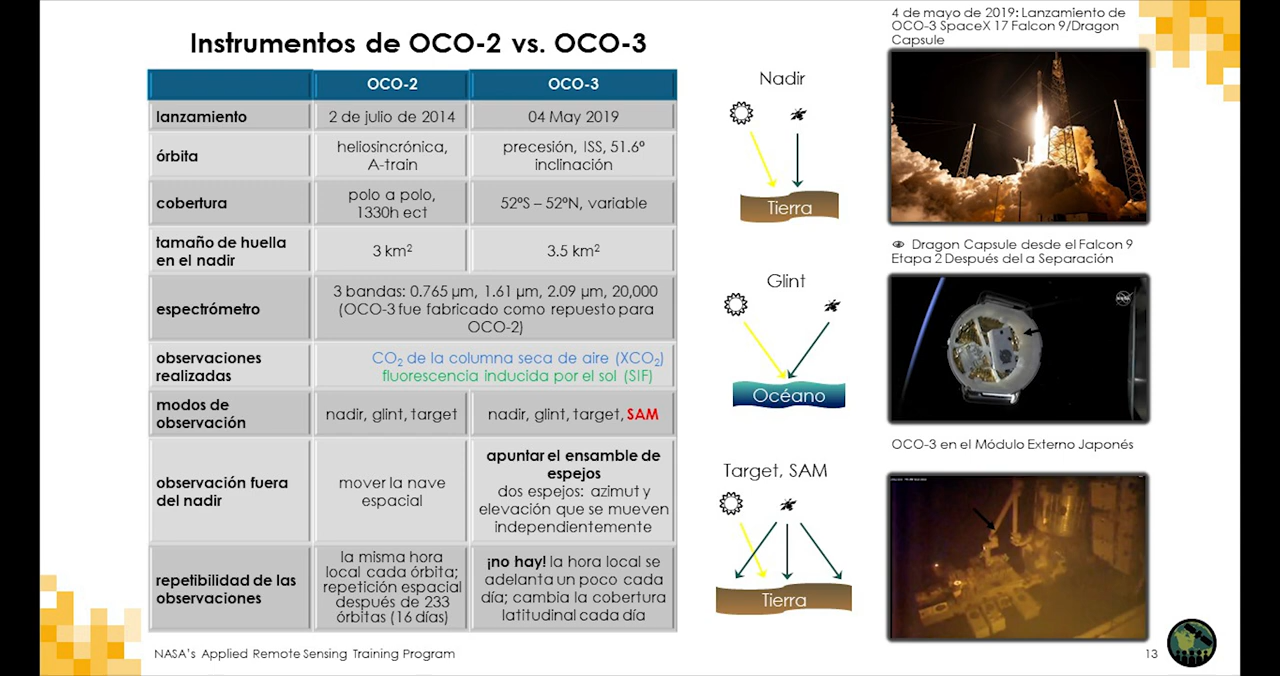 Instrumentos de OCO-2 vs. OCO-3
OCO-2
OCO-3
lanzamiento
2 de julio de 2014
04 May 2019
órbita
heliosincrónica,
A-train
precesión, ISS, 51.6º
inclinación
cobertura
polo a polo,
1330h ect
52ºS – 52ºN, variable
tamaño de huella
en el nadir
3 km²
3.5 km²
espectrómetro
3 bandas: 0.765 µm, 1.61 µm, 2.09 µm, 20,000
(OCO-3 fue fabricado como repuesto para
OCO-2)
observaciones
realizadas
CO₂ de la columna seca de aire (XCO₂)
fluorescencia inducida por el sol (SIF)
modos de
observación
nadir, glint, target
nadir, glint, target, SAM
observación fuera
del nadir
mover la nave
espacial
apuntar el ensamble de
espejos
dos espejos: azimut y
elevación que se mueven
independientemente
repetibilidad de las
observaciones
la misma hora
local cada órbita;
repetición espacial
después de 233
órbitas (16 días)
¡no hay! la hora local se
adelanta un poco cada
día; cambia la cobertura
latitudinal cada día
Nadir
Tierra
Glint
Océano
Target, SAM
Tierra
4 de mayo de 2019: Lanzamiento de
OCO-3 SpaceX 17 Falcon 9/Dragon
Capsule
Dragon Capsule desde el Falcon 9
Etapa 2 Después del a Separación
NASA
OCO-3 en el Módulo Externo Japonés
NASA's Applied Remote Sensing Training Program
13